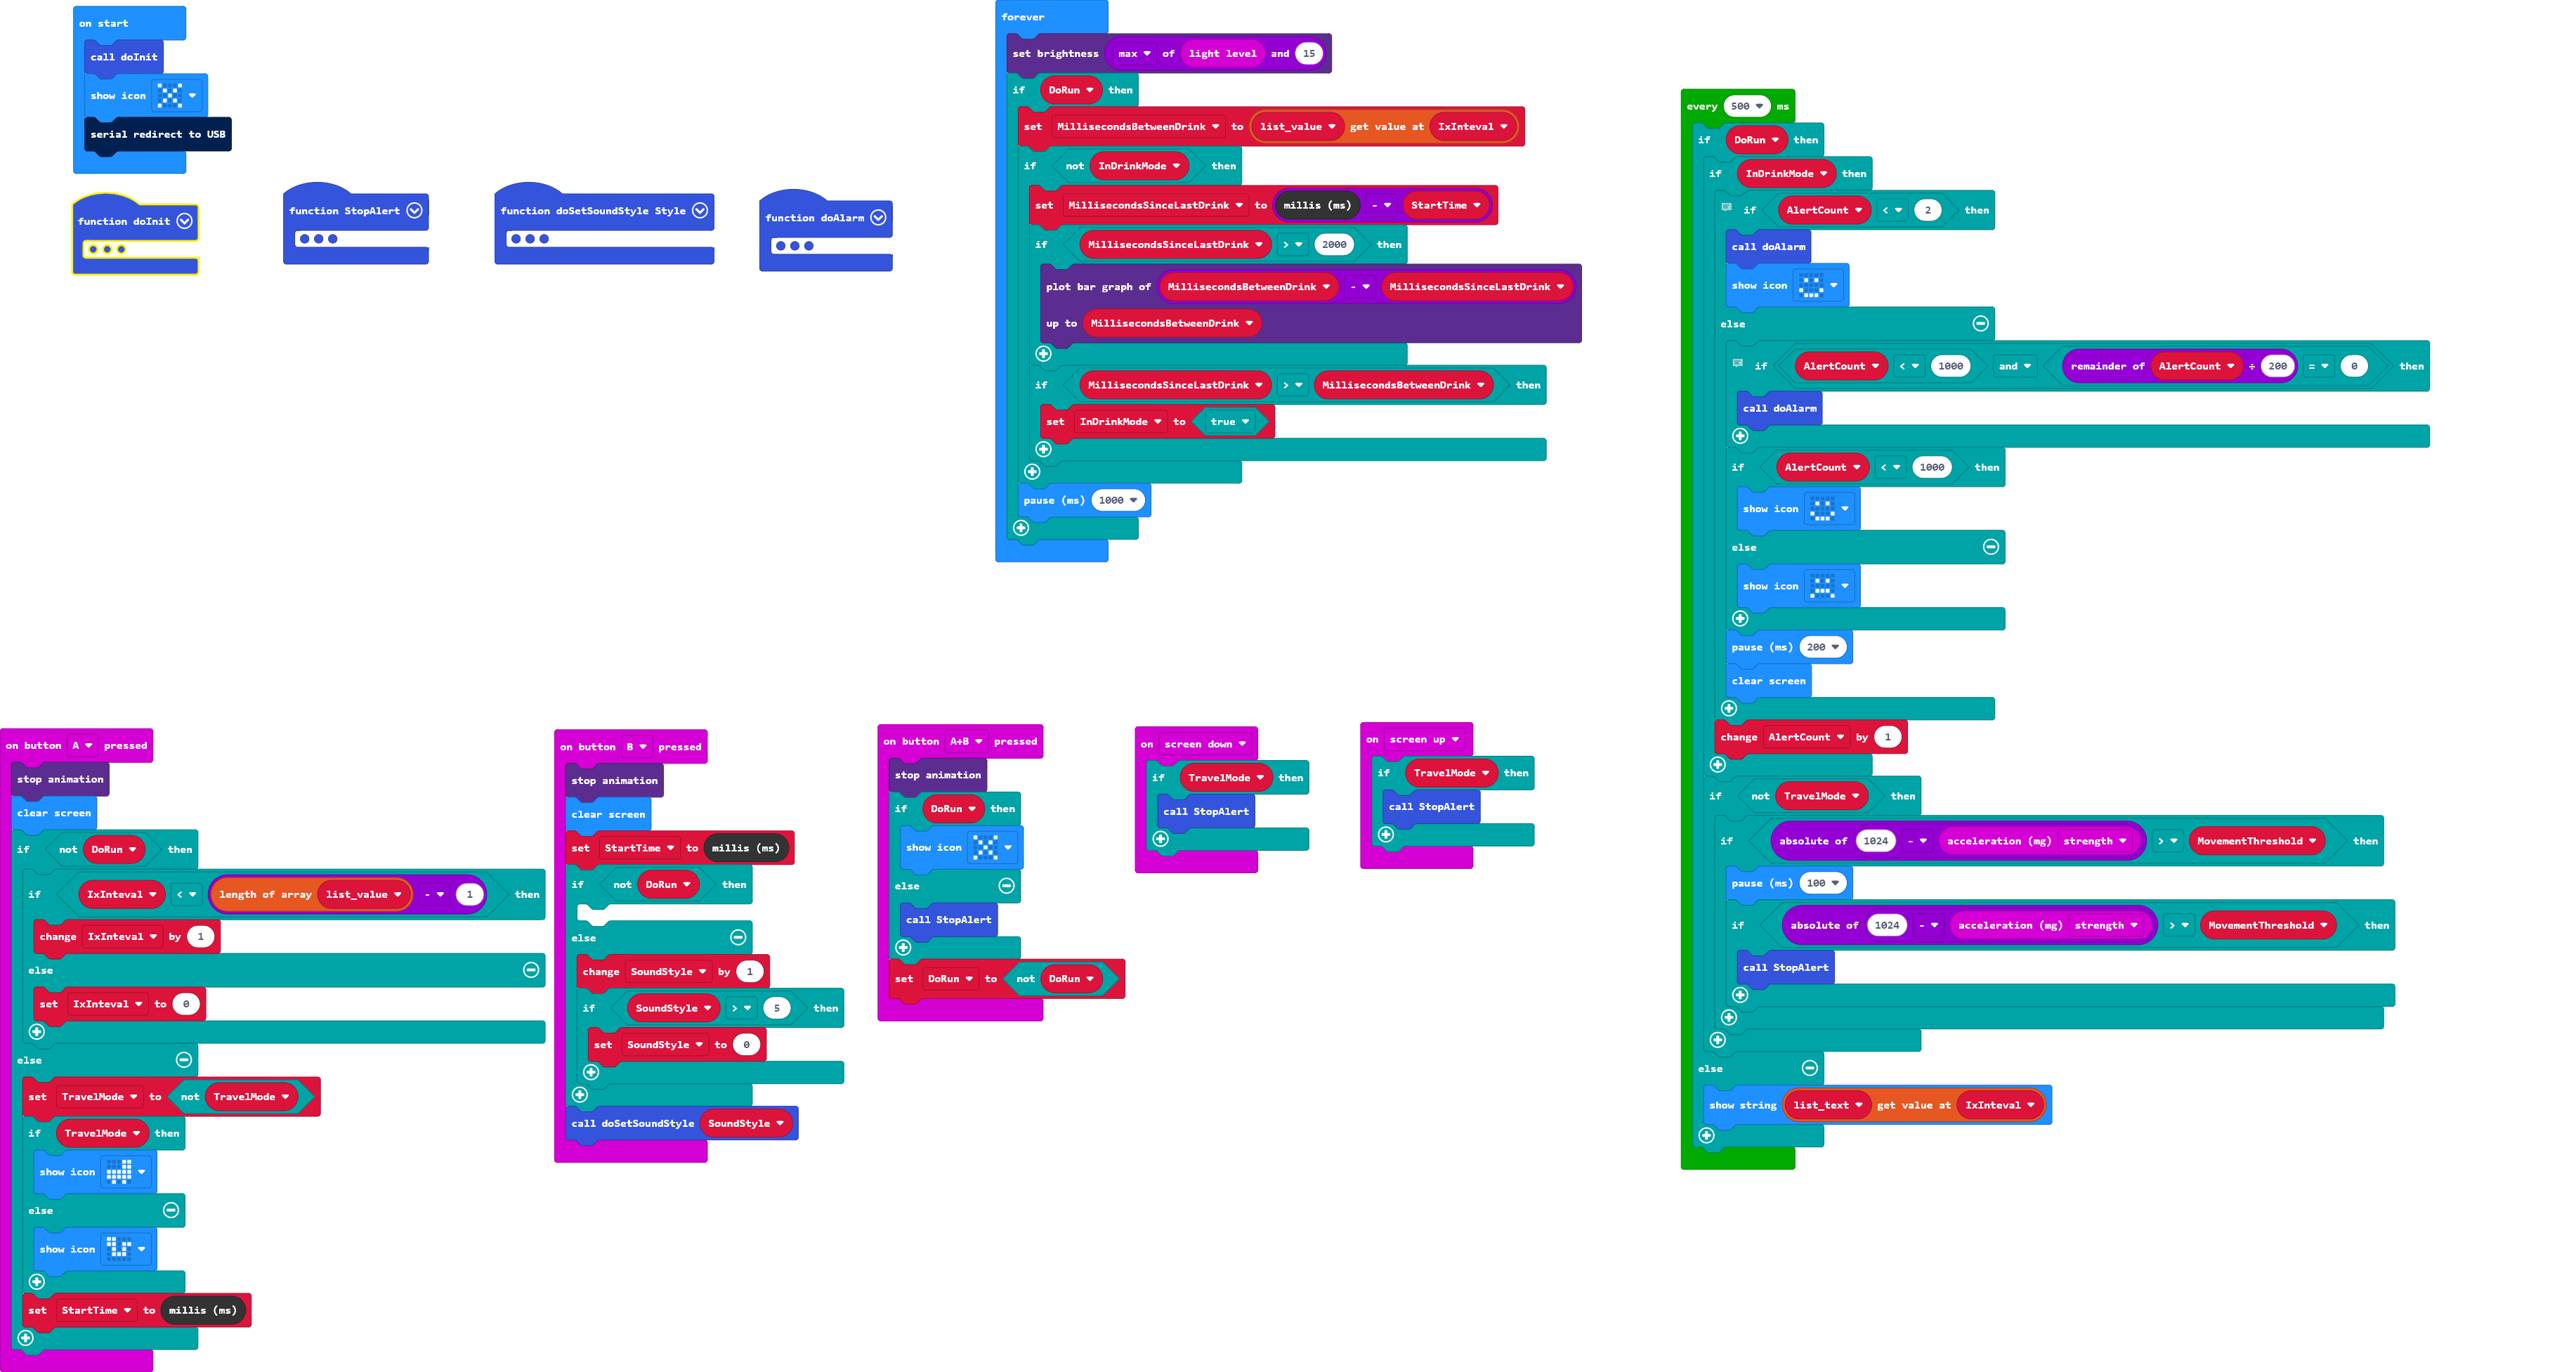 on start
call doInit
show icon
serial redirect to USB
function doInit
function StopAlert
function doSetSoundStyle Style
function doAlarm
forever
set brightness max of light level and 15
if DoRun then
set MillisecondsBetweenDrink to list_value get value at IxInteval
if not InDrinkMode then
set MillisecondsSinceLastDrink to millis (ms) - StartTime
if MillisecondsSinceLastDrink > 2000 then
plot bar graph of MillisecondsBetweenDrink - MillisecondsSinceLastDrink
up to MillisecondsBetweenDrink
if MillisecondsSinceLastDrink > MillisecondsBetweenDrink then
set InDrinkMode to true
pause (ms) 1000
every 500 ms
if DoRun then
if InDrinkMode then
if AlertCount < 2 then
call doAlarm
show icon
else
if AlertCount < 1000 and remainder of AlertCount ÷ 200 = 0 then
call doAlarm
if AlertCount < 1000 then
show icon
else
show icon
pause (ms) 200
clear screen
change AlertCount by 1
if not TravelMode then
if absolute of 1024 - acceleration (mg) strength > MovementThreshold then
pause (ms) 100
if absolute of 1024 - acceleration (mg) strength > MovementThreshold then
call StopAlert
else
show string list_text get value at IxInteval
on button A pressed
stop animation
clear screen
if not DoRun then
if IxInteval < length of array list_value - 1 then
change IxInteval by 1
else
set IxInteval to 0
else
set TravelMode to not TravelMode
if TravelMode then
show icon
else
show icon
set StartTime to millis (ms)
on button B pressed
stop animation
clear screen
set StartTime to millis (ms)
if not DoRun then
else
change SoundStyle by 1
if SoundStyle > 5 then
set SoundStyle to 0
call doSetSoundStyle SoundStyle
on button A+B pressed
stop animation
if DoRun then
show icon
else
call StopAlert
set DoRun to not DoRun
on screen down
if TravelMode then
call StopAlert
on screen up
if TravelMode then
call StopAlert